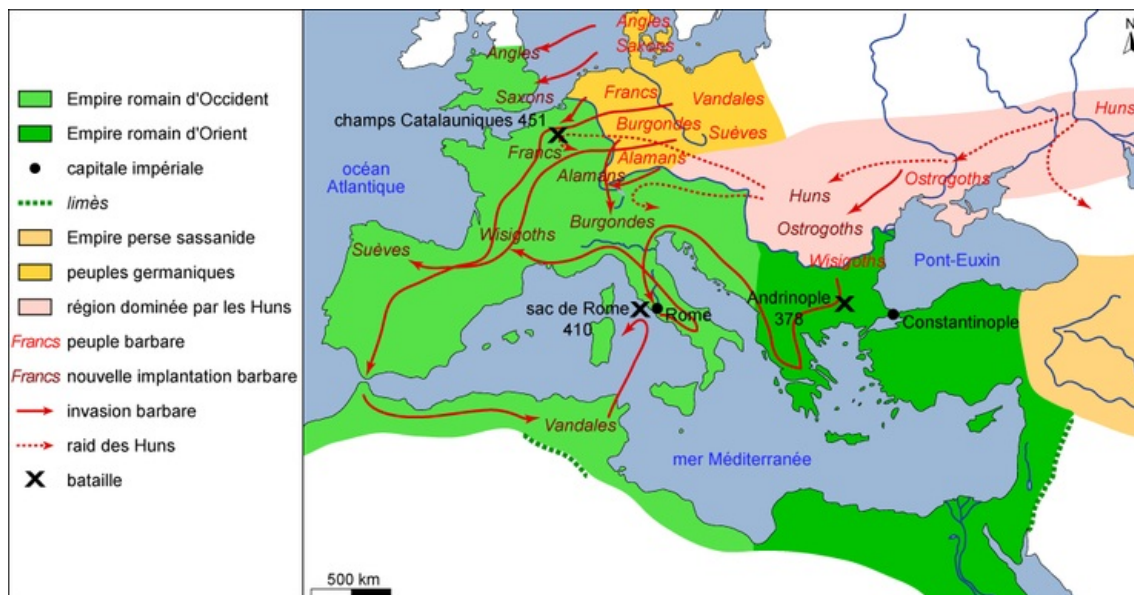 Empire romain d'Occident
Empire romain d'Orient
capitale impériale
limès
Empire perse sassanide
peuples germaniques
région dominée par les Huns
Francs peuple barbare
Francs nouvelle implantation barbare
invasion barbare
raid des Huns
bataille
N
Angles
Saxons
Angles
Saxons
Francs
Vandales
champs Catalauniques 451
Burgondes
Suèves
Francs
Alamans
Alamans
Huns
océan
Atlantique
Ostrogoths
Huns
Ostrogoths
Burgondes
Wisigoths
Suèves
Wisigoths
Pont-Euxin
sac de Rome
410
Rome
Andrinople
378
Constantinople
Vandales
mer Méditerranée
500 km